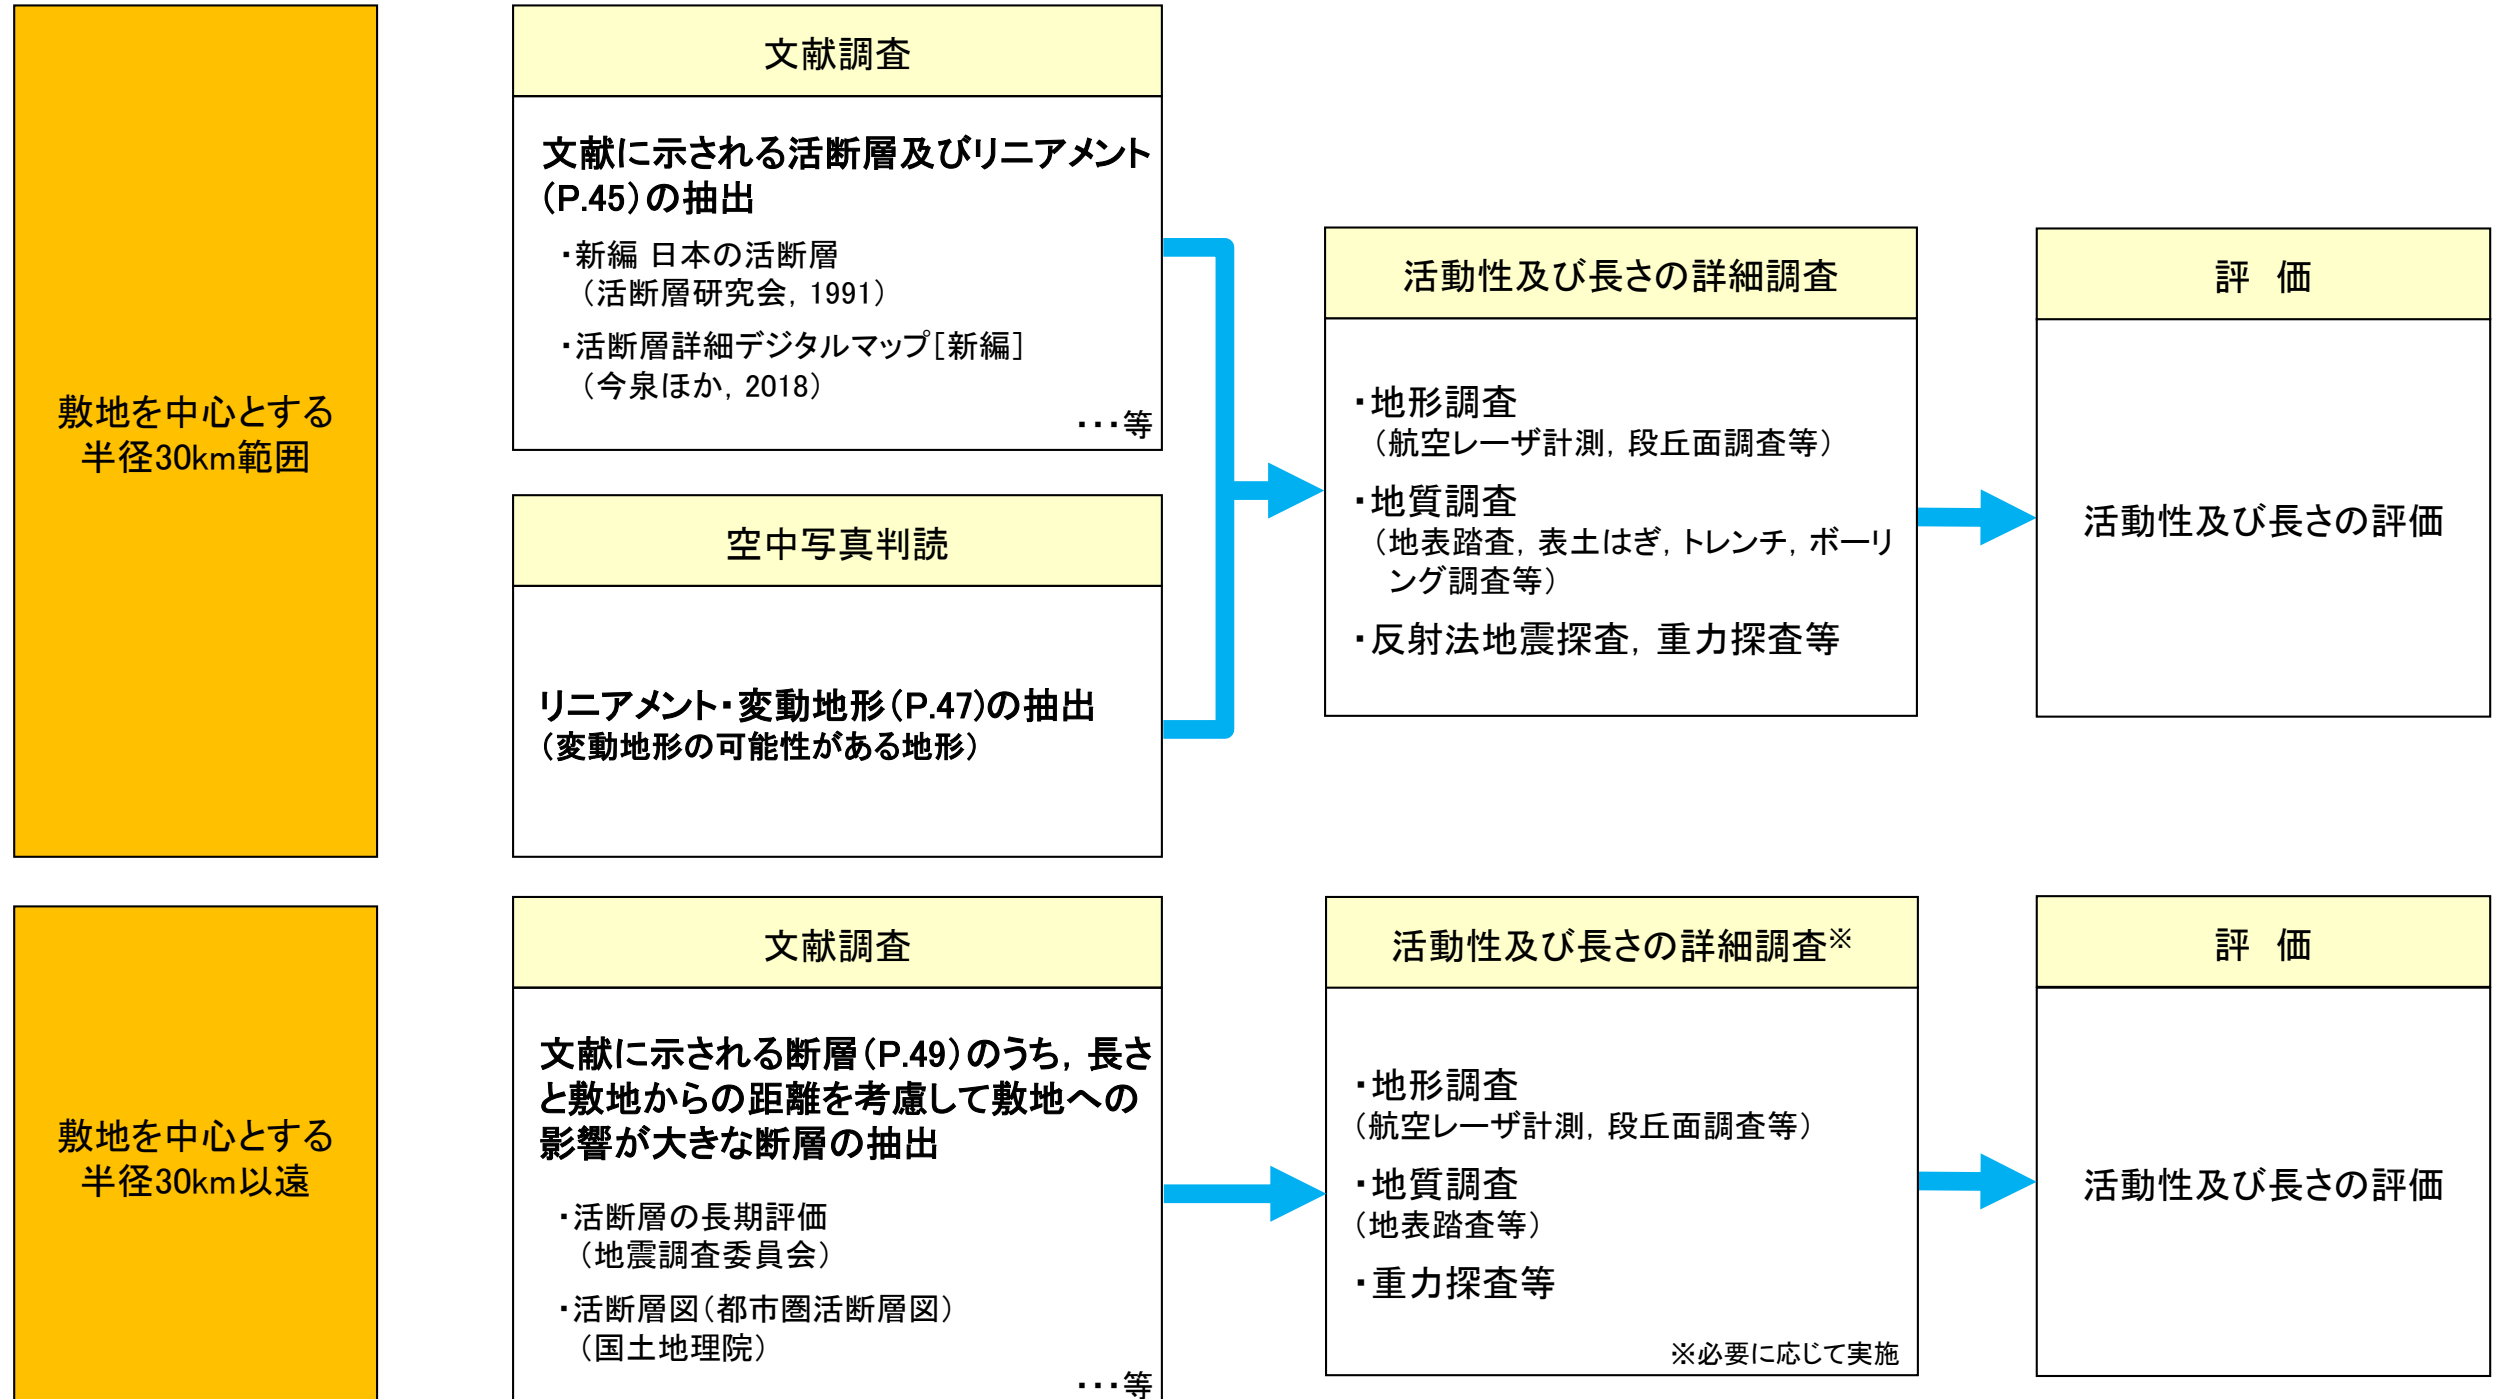 敷地を中心とする
半径30km範囲
文献調査
文献に示される活断層及びリニアメント
（P.45）の抽出
・新編 日本の活断層
（活断層研究会，1991）
・活断層詳細デジタルマップ［新編］
（今泉ほか，2018）
・・・等
空中写真判読
リニアメント・変動地形（P.47)の抽出
（変動地形の可能性がある地形）
活動性及び長さの詳細調査
・地形調査
（航空レーザ計測，段丘面調査等）
・地質調査
（地表踏査，表土はぎ，トレンチ，ボーリ
ング調査等）
・反射法地震探査，重力探査等
評　価
活動性及び長さの評価
敷地を中心とする
半径30km以遠
文献調査
文献に示される断層（P.49）のうち，長さ
と敷地からの距離を考慮して敷地への
影響が大きな断層の抽出
・活断層の長期評価
（地震調査委員会）
・活断層図（都市圏活断層図）
（国土地理院）
・・・等
活動性及び長さの詳細調査※
・地形調査
（航空レーザ計測，段丘面調査等）
・地質調査
（地表踏査等）
・重力探査等
※必要に応じて実施
評　価
活動性及び長さの評価